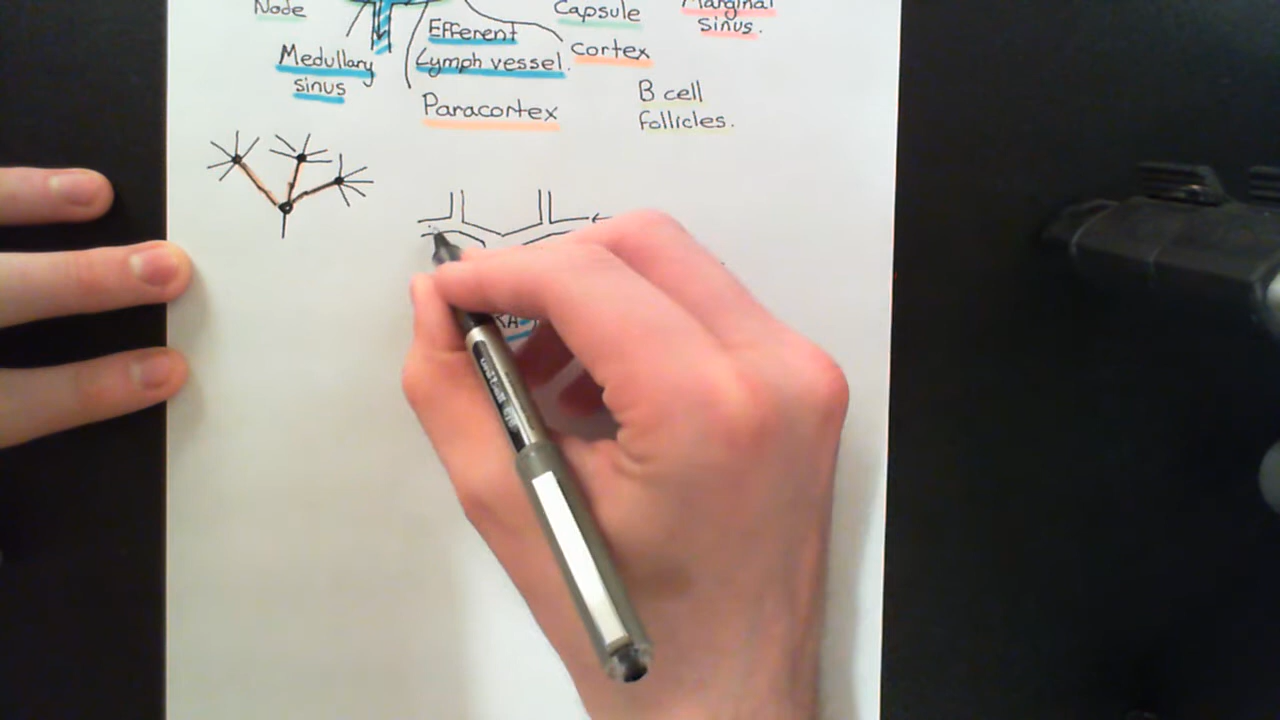 Node
Capsule
Marginal
sinus.
Efferent
Lymph vessel.
Cortex
Medullary
sinus
Paracortex
B cell
follicles.